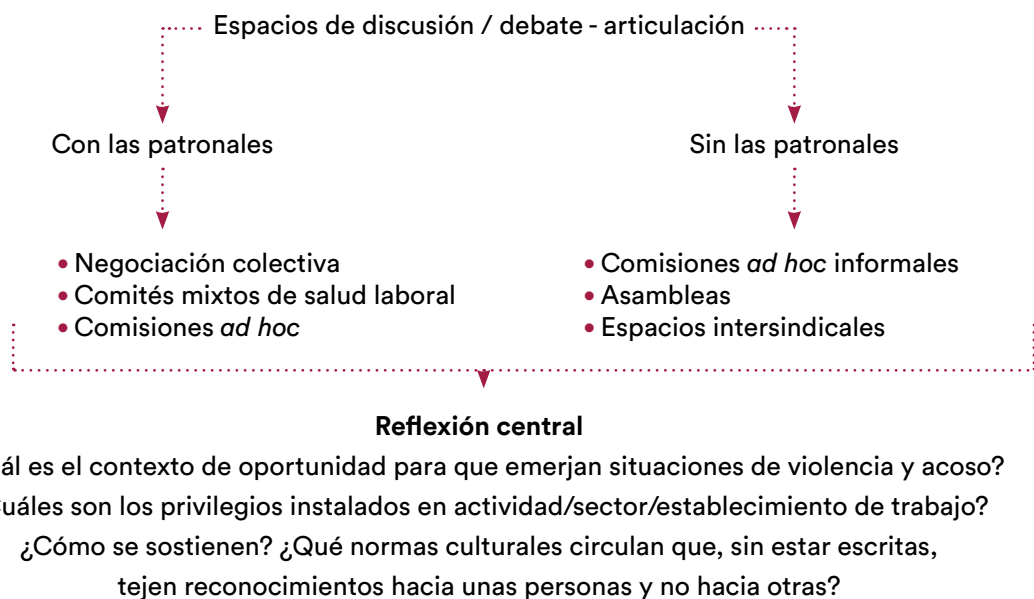 Espacios de discusión / debate - articulación
Con las patronales
Sin las patronales
• Negociación colectiva
• Comités mixtos de salud laboral
• Comisiones ad hoc
• Comisiones ad hoc informales
• Asambleas
• Espacios intersindicales
Reflexión central
ál es el contexto de oportunidad para que emerjan situaciones de violencia y acoso?
uáles son los privilegios instalados en actividad/sector/establecimiento de trabajo?
¿Cómo se sostienen? ¿Qué normas culturales circulan que, sin estar escritas,
tejen reconocimientos hacia unas personas y no hacia otras?